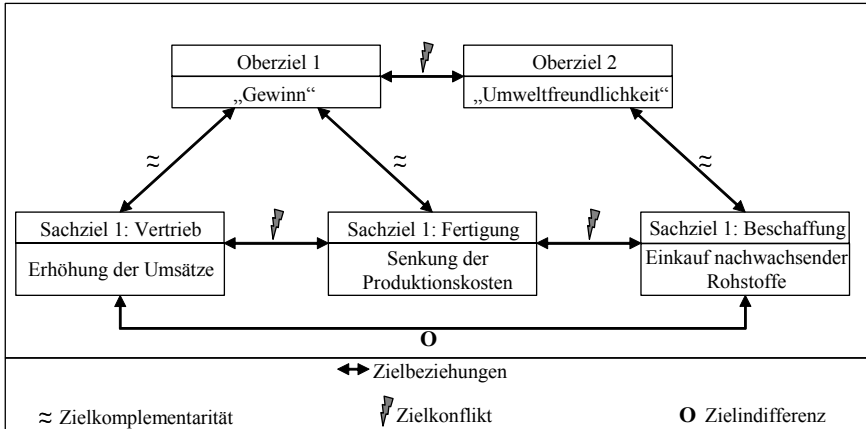 Oberziel 1
„Gewinn“
Oberziel 2
„Umweltfreundlichkeit“
≈
≈
≈
Sachziel 1: Vertrieb
Erhöhung der Umsätze
Sachziel 1: Fertigung
Senkung der
Produktionskosten
Sachziel 1: Beschaffung
Einkauf nachwachsender
Rohstoffe
O
Zielbeziehungen
≈ Zielkomplementarität
Zielkonflikt
O Zielindifferenz